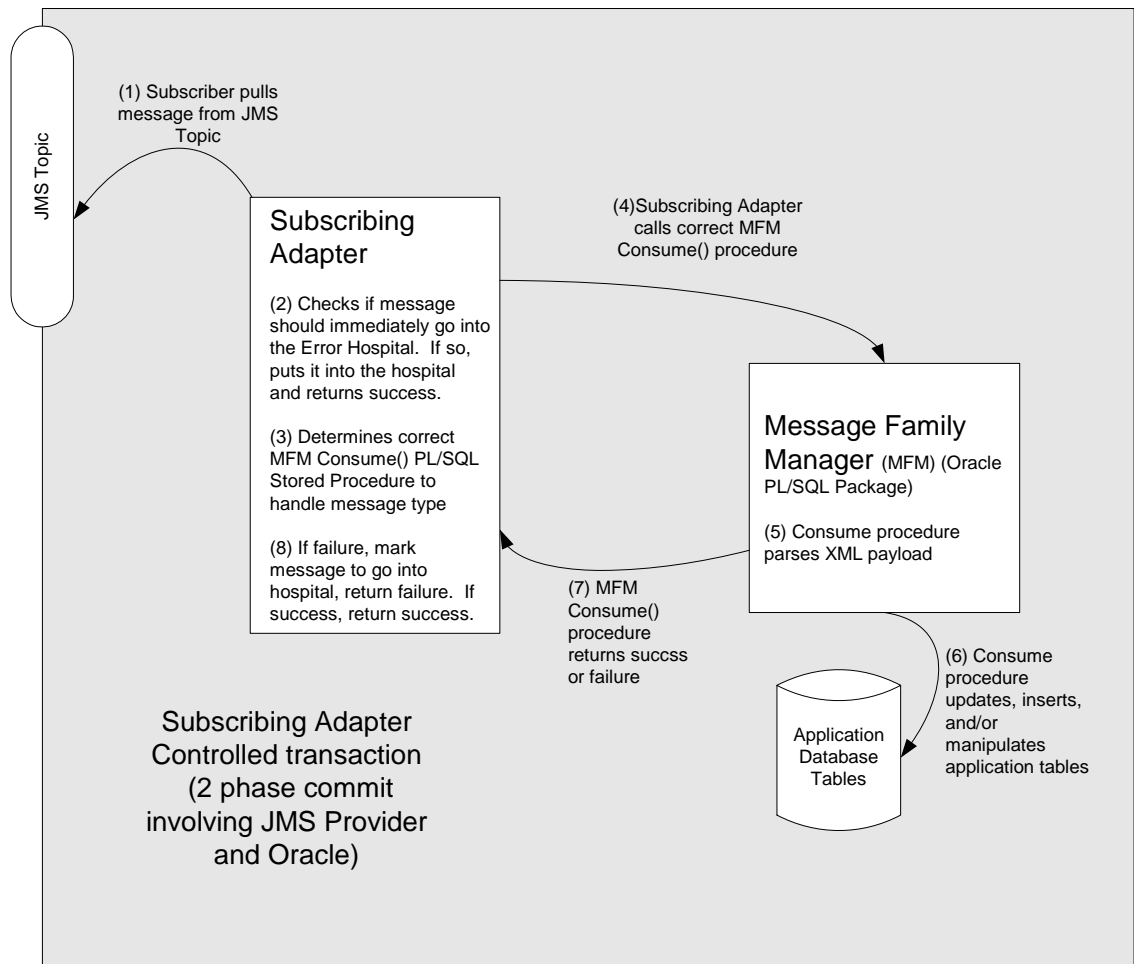 JMS Topic
(1) Subscriber pulls
message from JMS
Topic
Subscribing
Adapter
(2) Checks if message
should immediately go into
the Error Hospital.  If so,
puts it into the hospital
and returns success.
(3) Determines correct
MFM Consume() PL/SQL
Stored Procedure to
handle message type
(8) If failure, mark
message to go into
hospital, return failure.  If
success, return success.
(4)Subscribing Adapter
calls correct MFM
Consume() procedure
Message Family
Manager (MFM) (Oracle
PL/SQL Package)
(5) Consume procedure
parses XML payload
(7) MFM
Consume()
procedure
returns succss
or failure
(6) Consume
procedure
updates, inserts,
and/or
manipulates
application tables
Application
Database
Tables
Subscribing Adapter
Controlled transaction
(2 phase commit
involving JMS Provider
and Oracle)